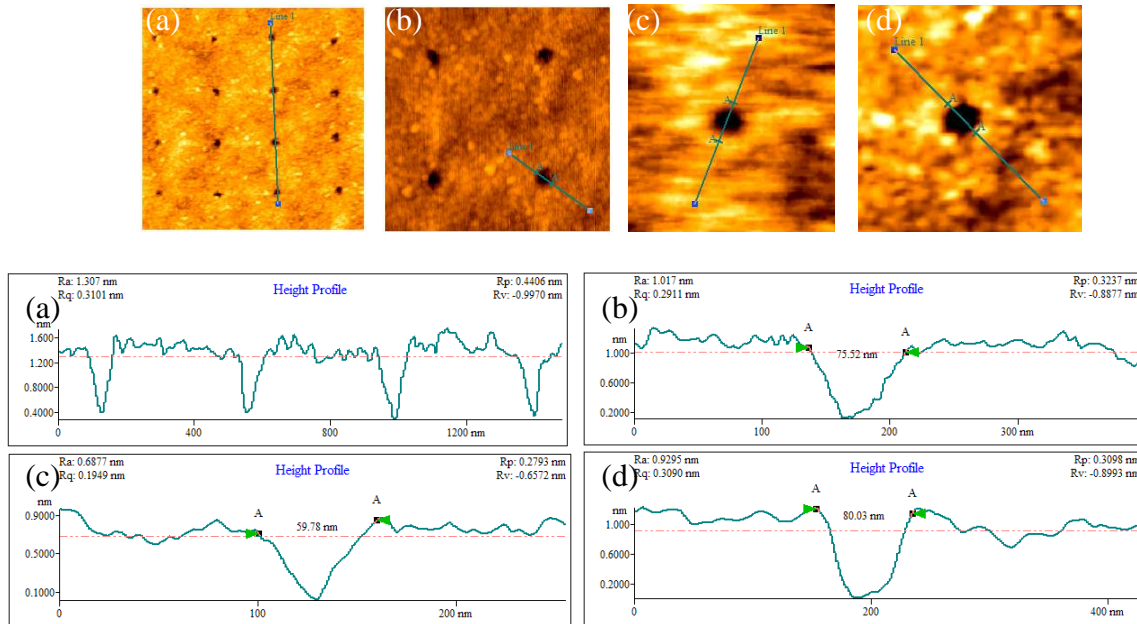 (a)
Line 1
(b)
Line 1
A
A
(c)
Line 1
A
A
(d)
Line 1
A
A
(a)
Ra: 1.307 nm
Rq: 0.3101 nm
Height Profile
Rp: 0.4406 nm
Rv: -0.9970 nm
nm
1.600
1.200
0.8000
0.4000
0
400
800
1200 nm
(b)
Ra: 1.017 nm
Rq: 0.2911 nm
Height Profile
Rp: 0.3237 nm
Rv: -0.8877 nm
nm
A
A
75.52 nm
1.000
0.6000
0.2000
0
100
200
300 nm
(c)
Ra: 0.6877 nm
Rq: 0.1949 nm
Height Profile
Rp: 0.2793 nm
Rv: -0.6572 nm
nm
A
A
59.78 nm
0.9000
0.5000
0.1000
0
100
200 nm
(d)
Ra: 0.9295 nm
Rq: 0.3090 nm
Height Profile
Rp: 0.3098 nm
Rv: -0.8993 nm
nm
A
A
80.03 nm
1.000
0.6000
0.2000
0
200
400 nm